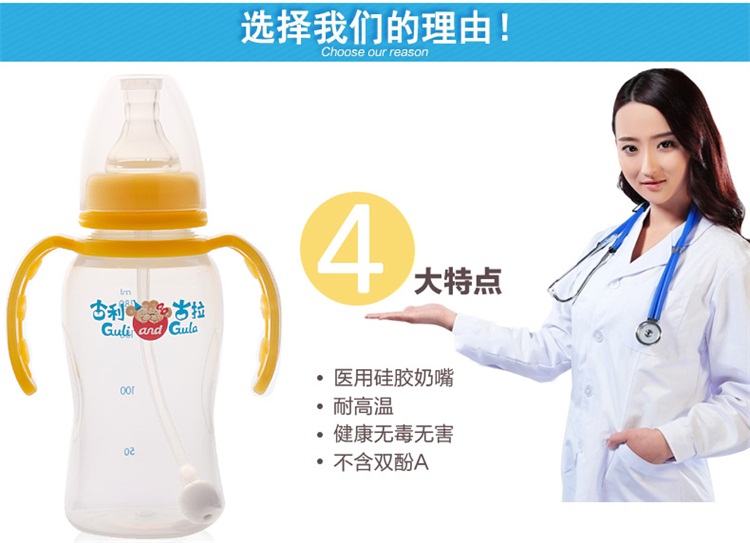 选择我们的理由！
Choose our reason
4大特点
ml
180
古利 古拉
Guli and Gula
100
50
• 医用硅胶奶嘴
• 耐高温
• 健康无毒无害
• 不含双酚A